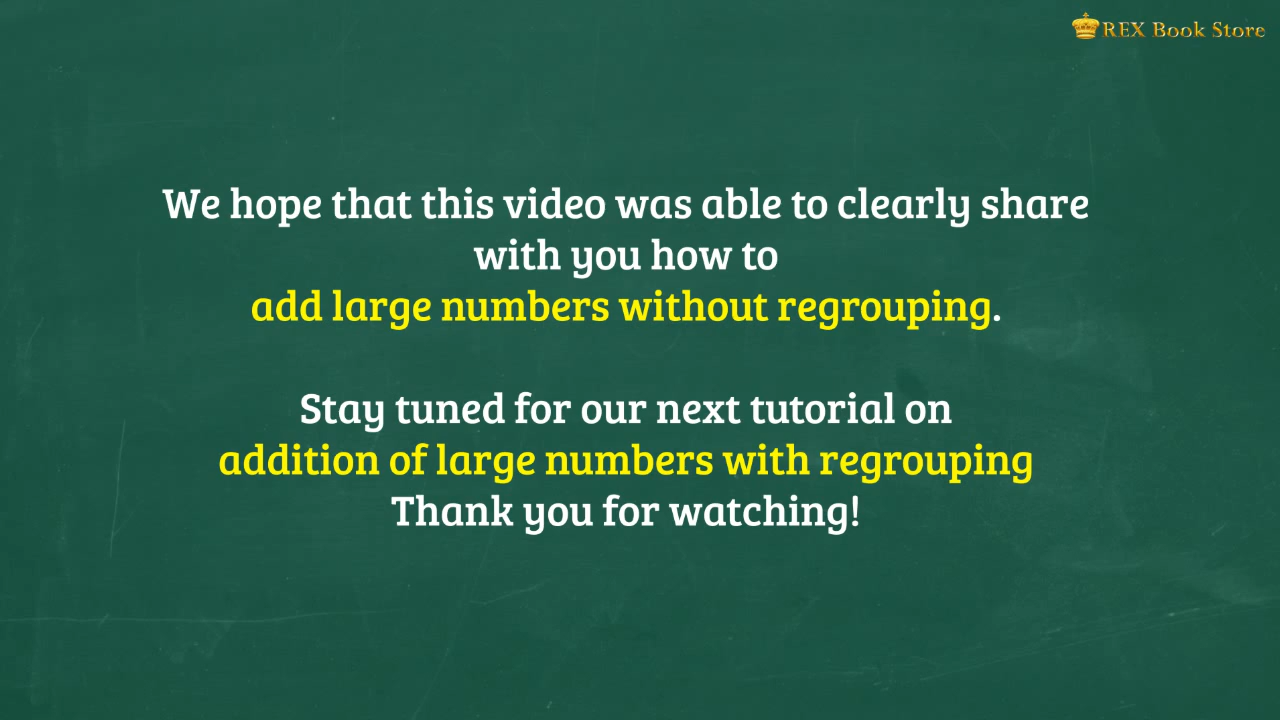 REX Book Store
We hope that this video was able to clearly share
with you how to
add large numbers without regrouping.
Stay tuned for our next tutorial on
addition of large numbers with regrouping
Thank you for watching!